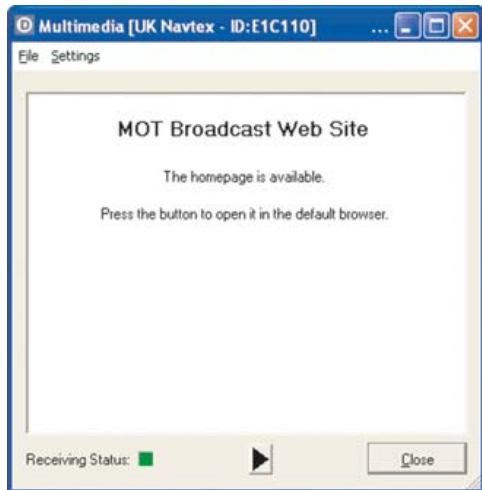 Multimedia [UK Navtex - ID:E1C110] ...
File Settings
MOT Broadcast Web Site
The homepage is available.
Press the button to open it in the default browser.
Receiving Status:
Close